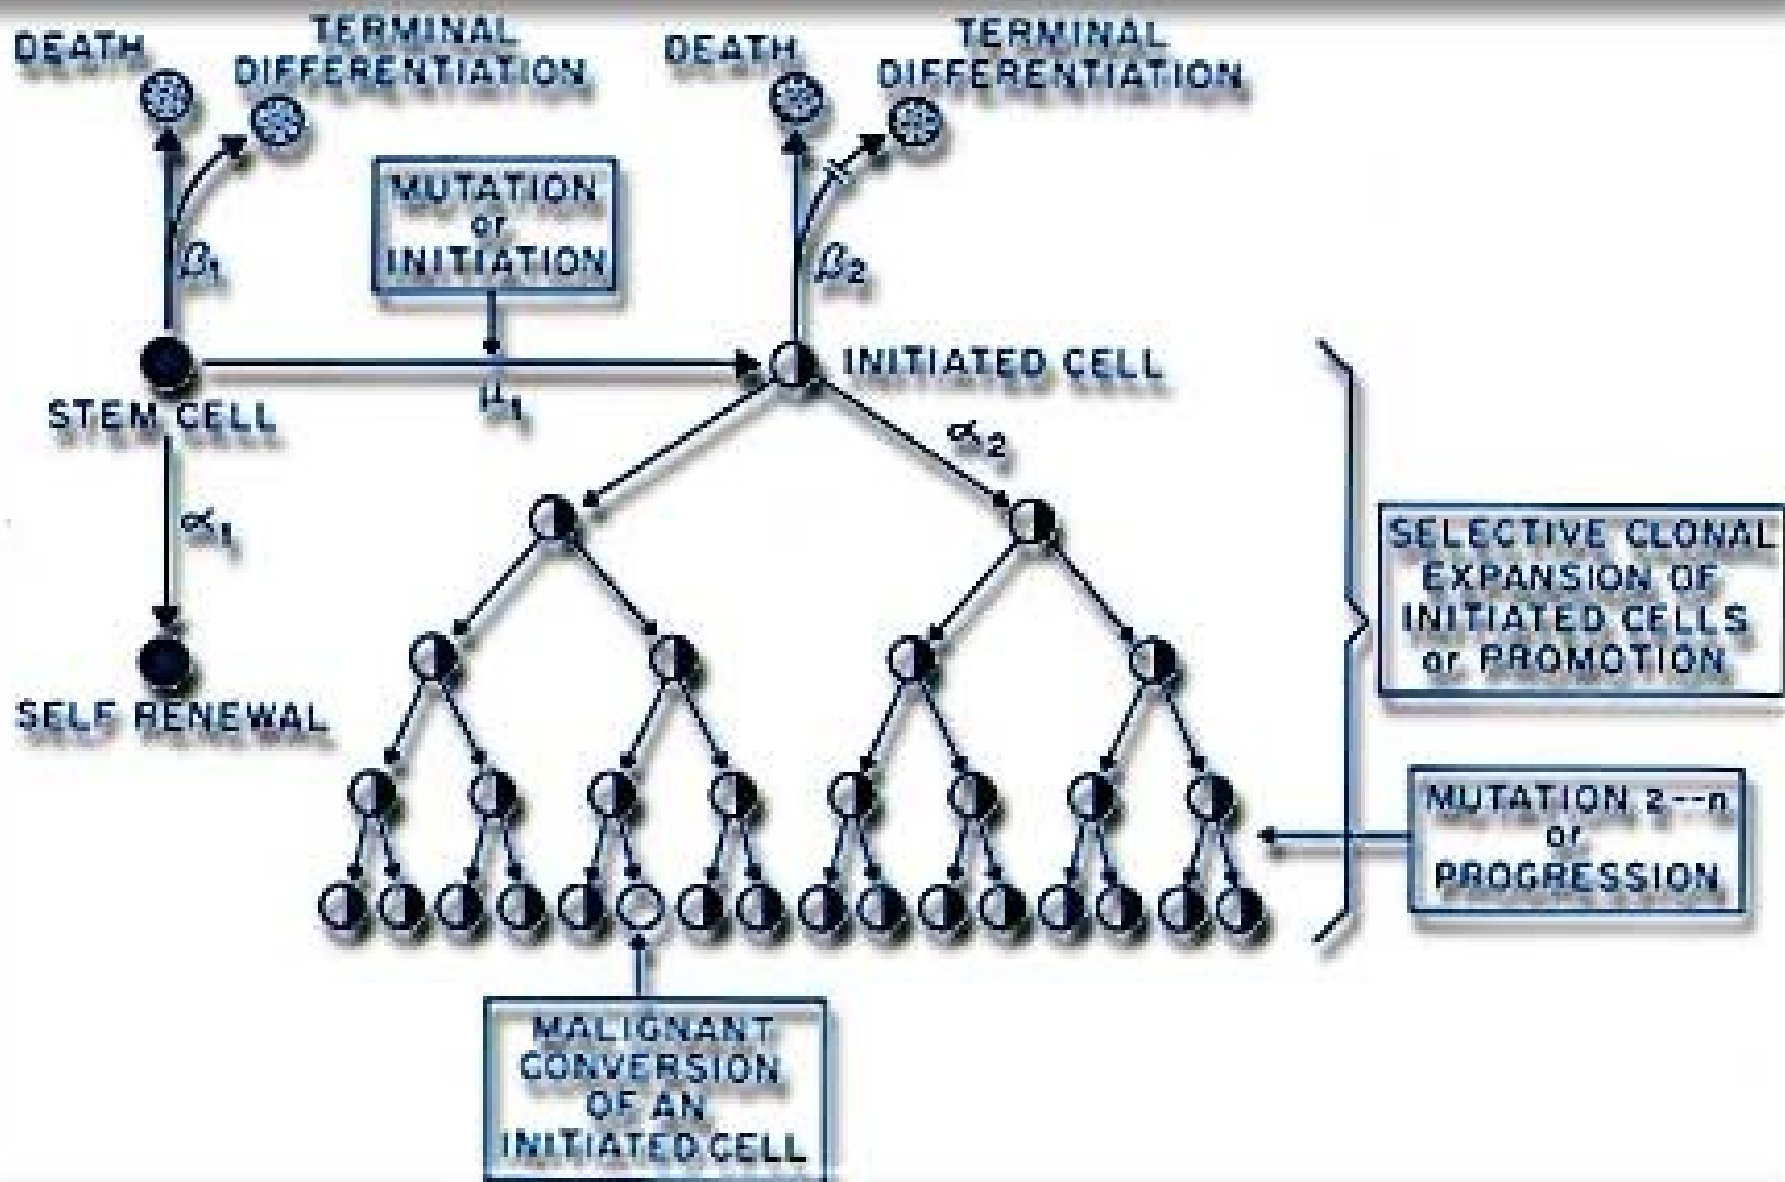 DEATH
TERMINAL
DIFFERENTIATION
DEATH
TERMINAL
DIFFERENTIATION
MUTATION
or
INITIATION
β1
β2
STEM CELL
μ1
INITIATED CELL
α1
α2
SELF RENEWAL
SELECTIVE CLONAL
EXPANSION OF
INITIATED CELLS
or PROMOTION
MUTATION 2--n
or
PROGRESSION
MALIGNANT
CONVERSION
OF AN
INITIATED CELL